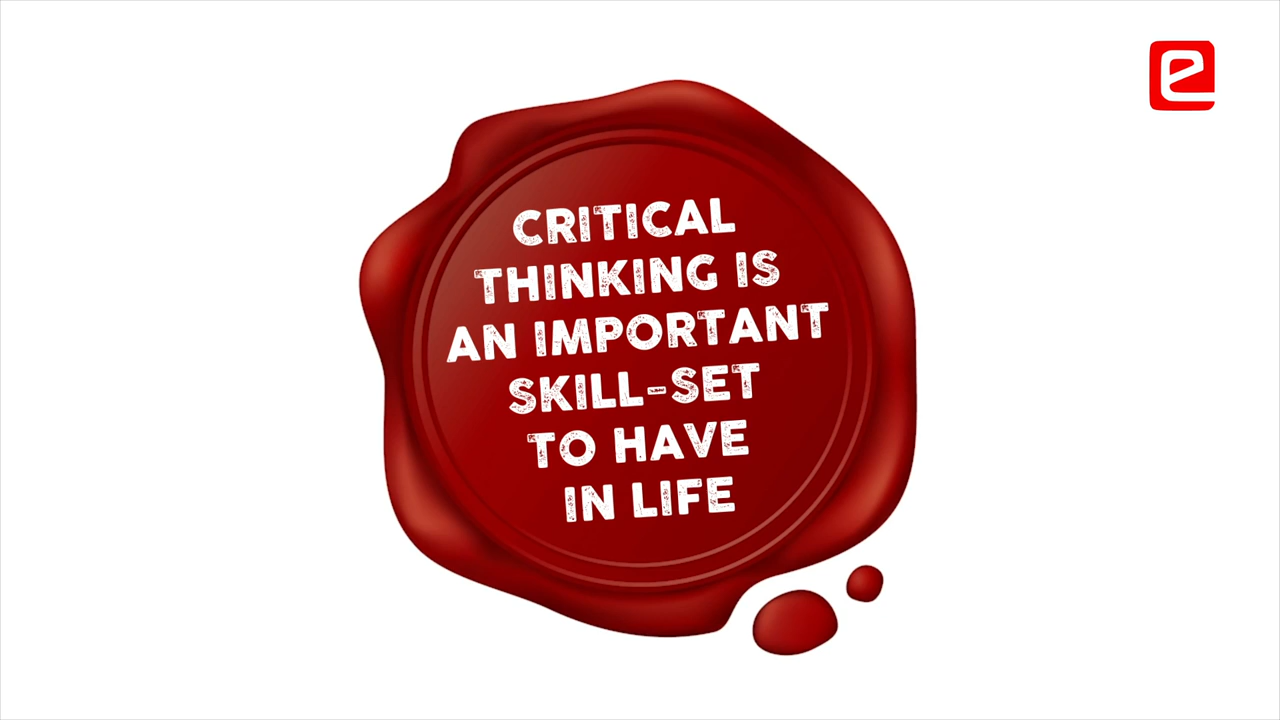 e
CRITICAL
THINKING IS
AN IMPORTANT
SKILL-SET
TO HAVE
IN LIFE